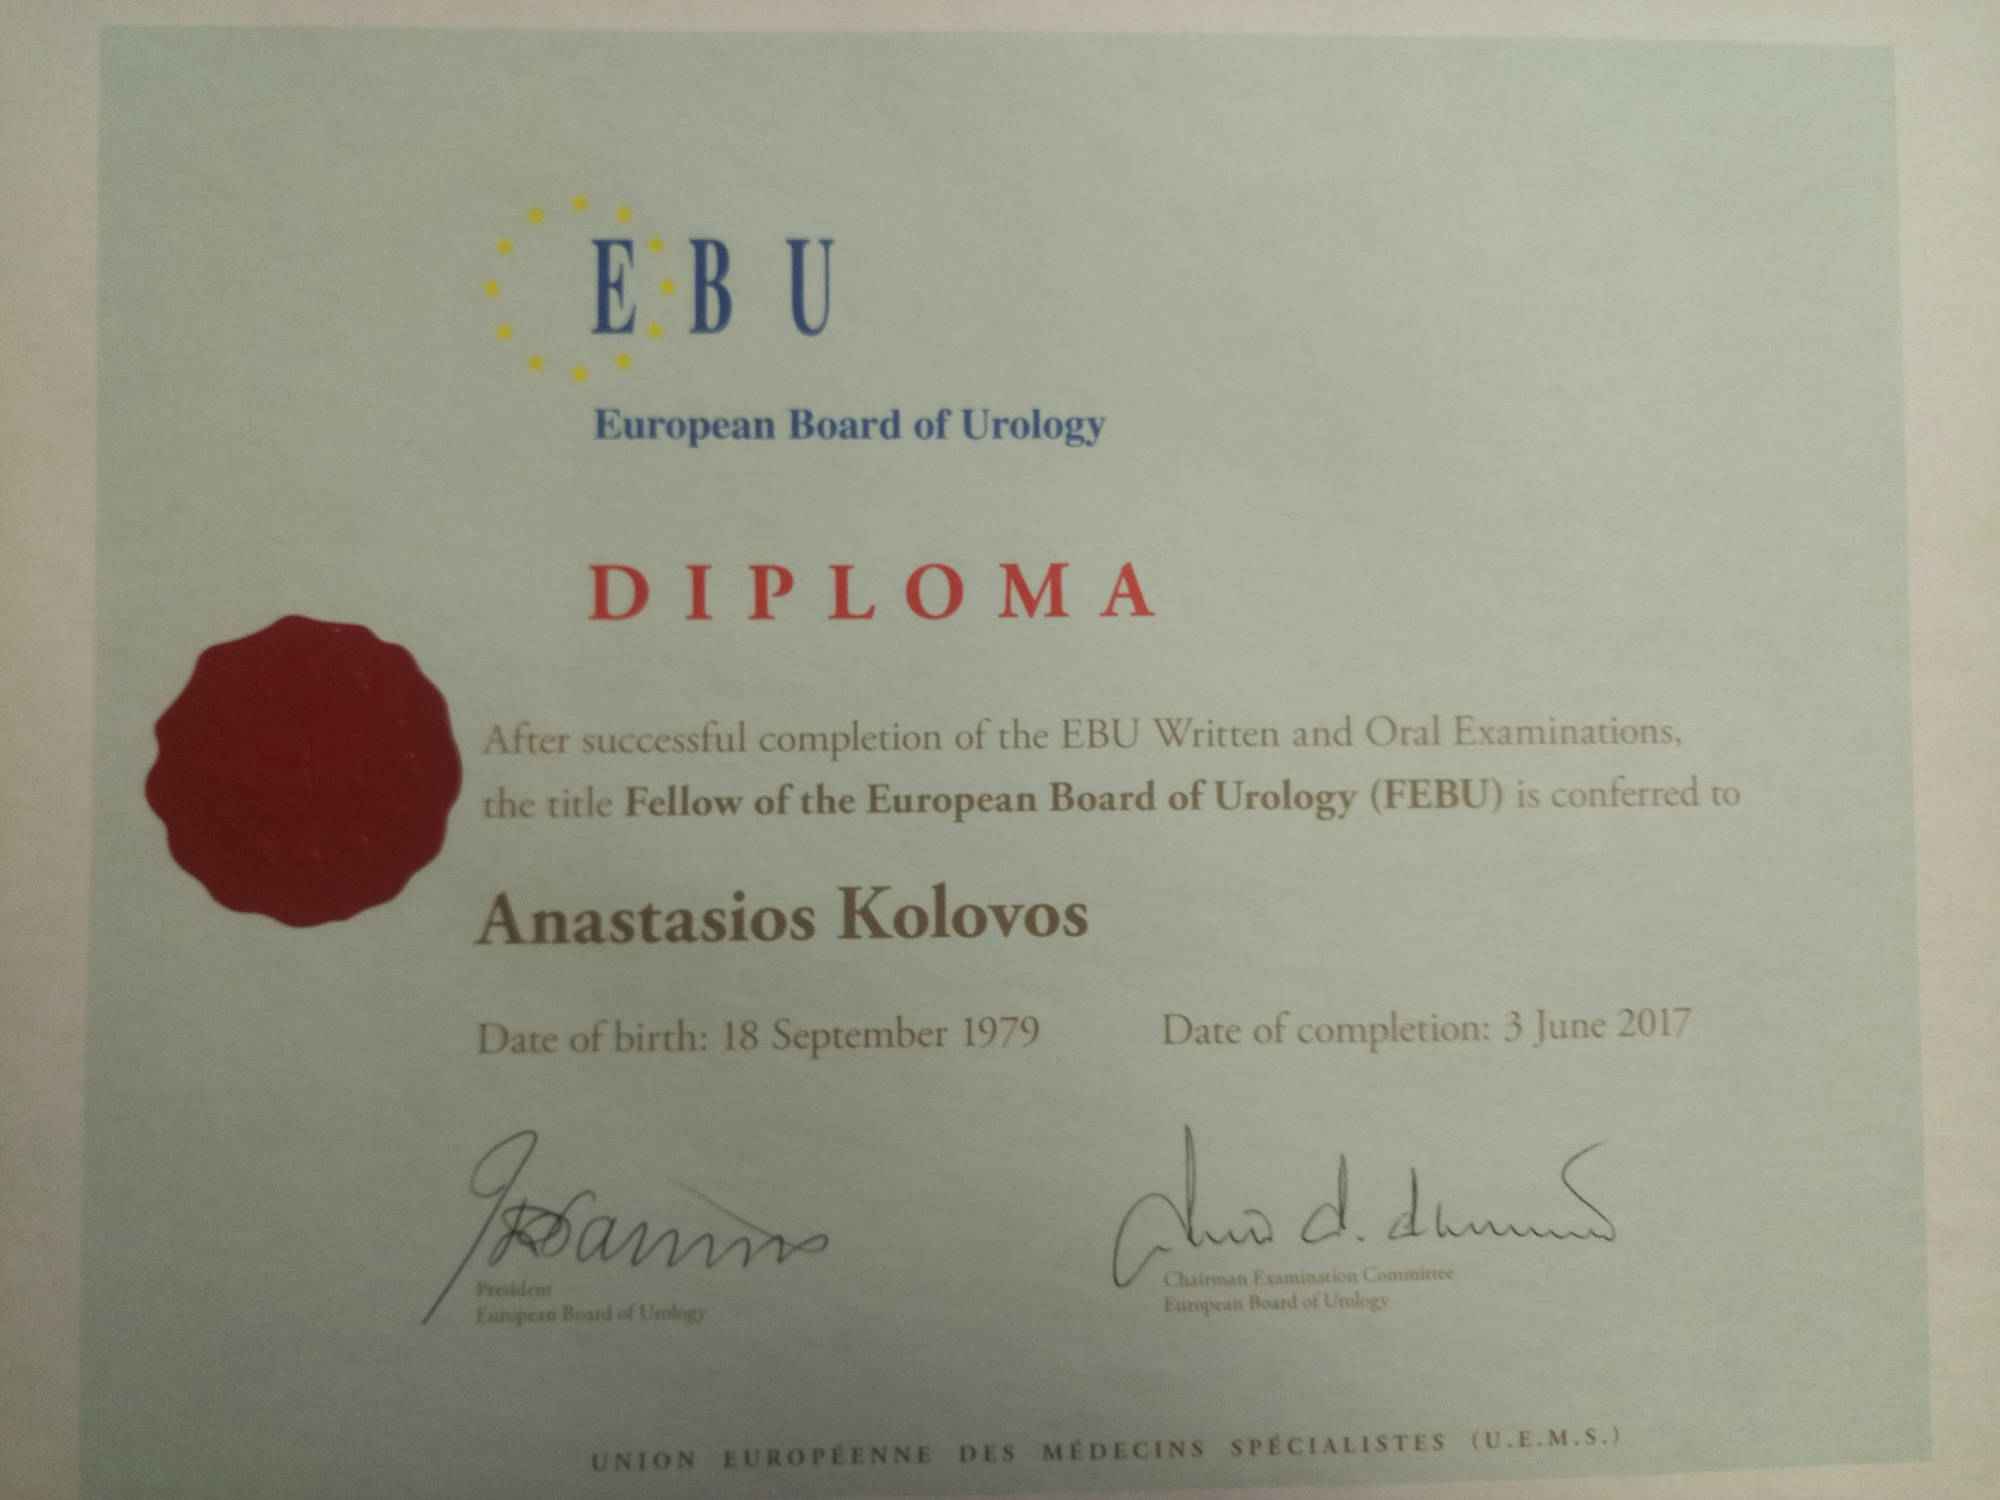 E B U
European Board of Urology
DIPLOMA
After successful completion of the EBU Written and Oral Examinations,
the title Fellow of the European Board of Urology (FEBU) is conferred to
Anastasios Kolovos
Date of birth: 18 September 1979 Date of completion: 3 June 2017
President
European Board of Urology
Chairman Examination Committee
European Board of Urology
UNION EUROPÉENNE DES MÉDECINS SPÉCIALISTES (U.E.M.S.)